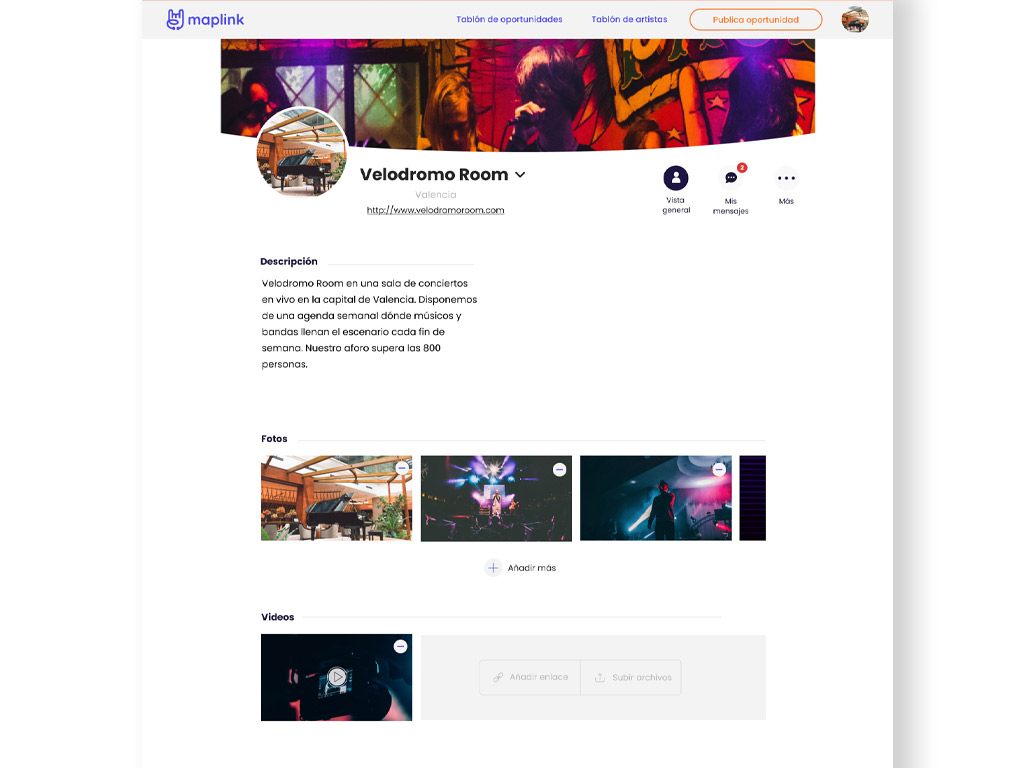 maplink
Tablón de oportunidades
Tablón de artistas
Publica oportunidad
Velodromo Room
Valencia
http://www.velodromoroom.com
Vista
general
2
Mis
mensajes
Más
Descripción
Velodromo Room en una sala de conciertos
en vivo en la capital de Valencia. Disponemos
de una agenda semanal dónde músicos y
bandas llenan el escenario cada fin de
semana. Nuestro aforo supera las 800
personas.
Fotos
Añadir más
Videos
Añadir enlace
Subir archivos